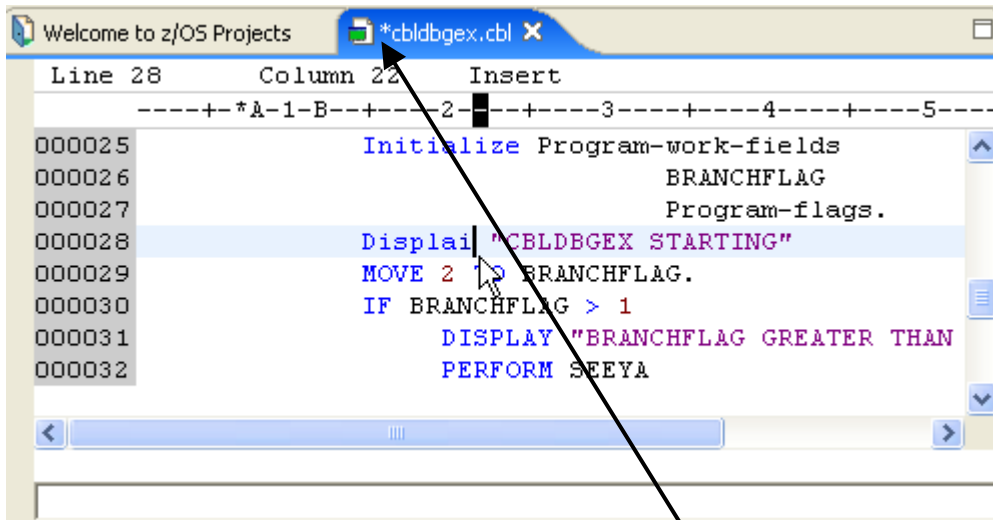 Welcome to z/OS Projects *cbldbgex.cbl
Line 28 Column 22 Insert
----+-*A-1-B--+----2----+----3----+----4----+----5----
000025 Initialize Program-work-fields
000026 BRANCHFLAG
000027 Program-flags.
000028 Displai "CBLDBGEX STARTING"
000029 MOVE 2 TO BRANCHFLAG.
000030 IF BRANCHFLAG > 1
000031 DISPLAY "BRANCHFLAG GREATER THAN
000032 PERFORM SEEYA